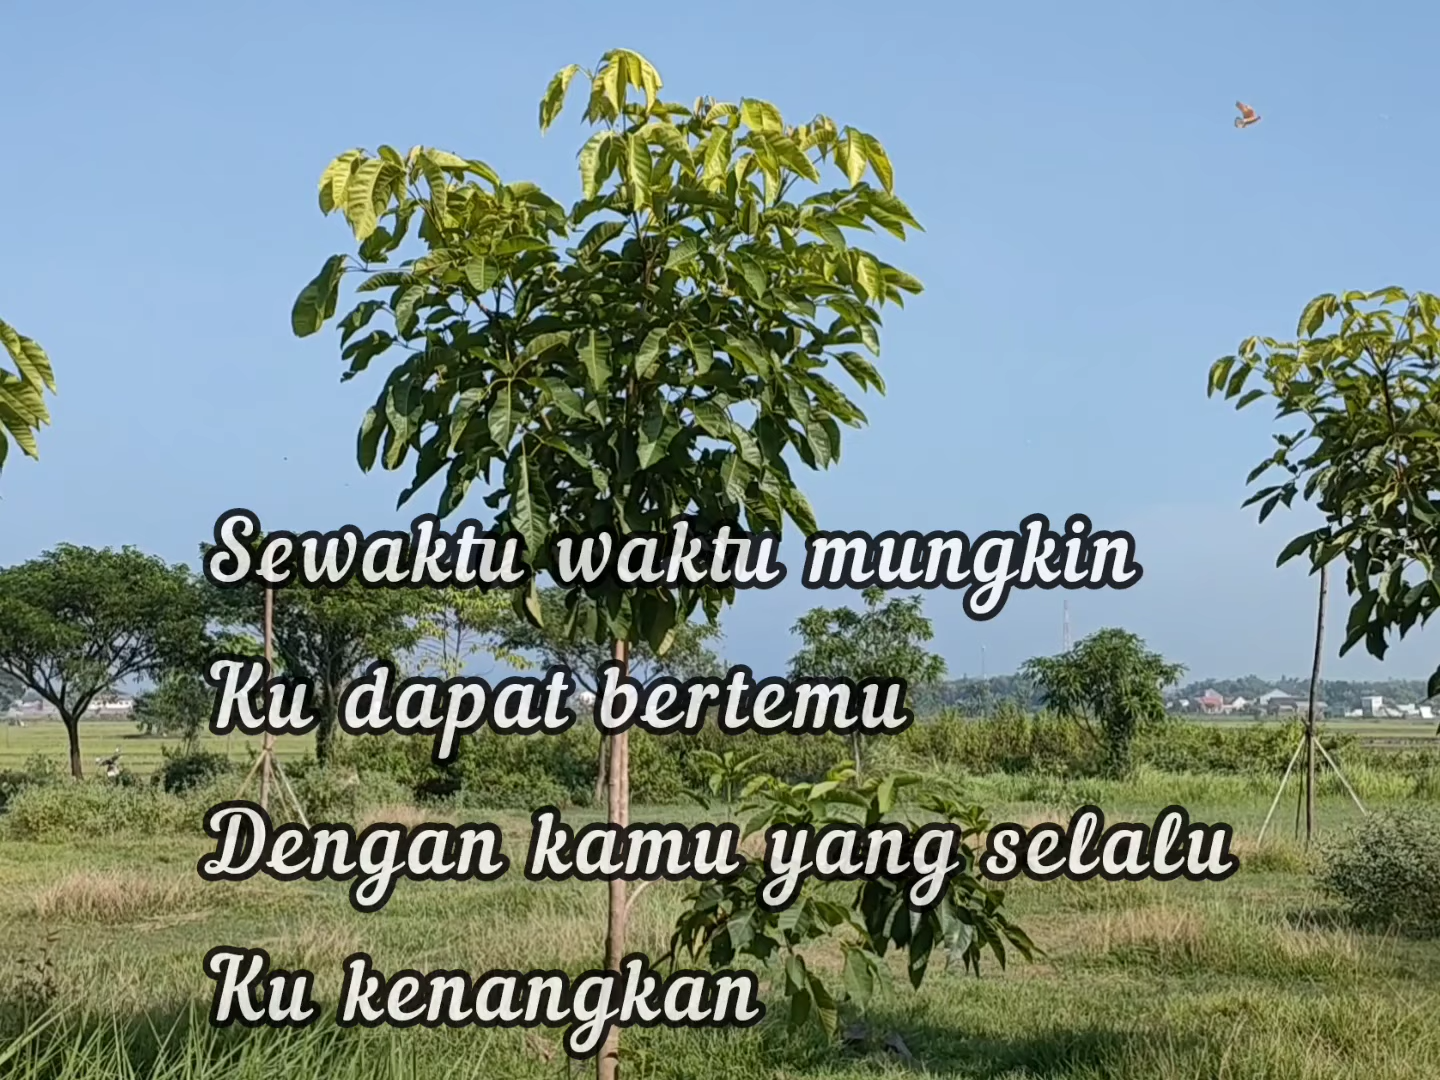 Sewaktu waktu mungkin
Ku dapat bertemu
Dengan kamu yang selalu
Ku kenangkan